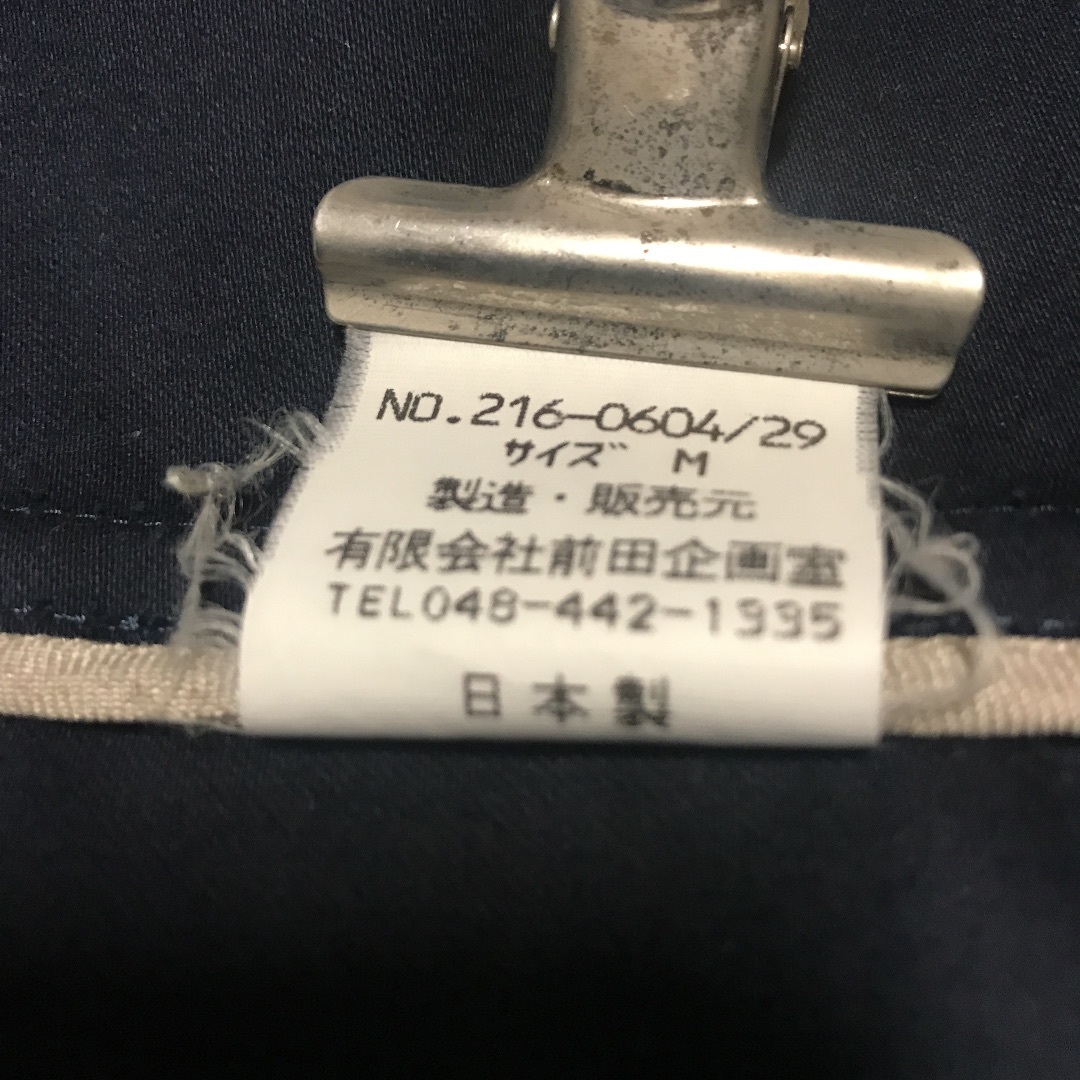 NO.216-0604/29
サイズ M
製造・販売元
有限会社前田企画室
TEL048-442-1995
日本製